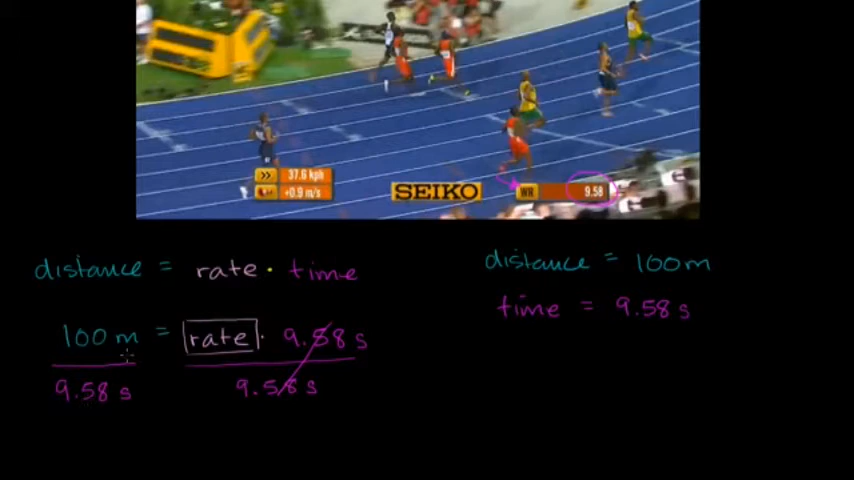 37.6 kph
+0.9 m/s
SEIKO
WR 9.58
distance = rate · time
100 m = rate · 9.58 s
9.58 s 9.58 s
distance = 100m
time = 9.58 s